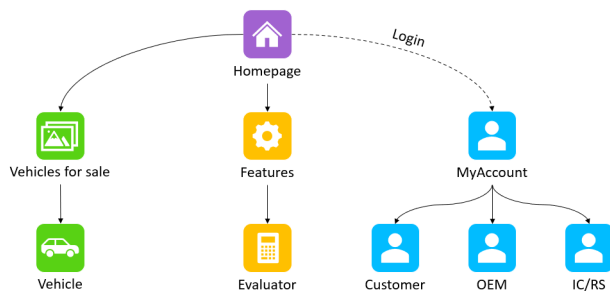 Login
Homepage
Vehicles for sale
Features
MyAccount
Vehicle
Evaluator
Customer
OEM
IC/RS